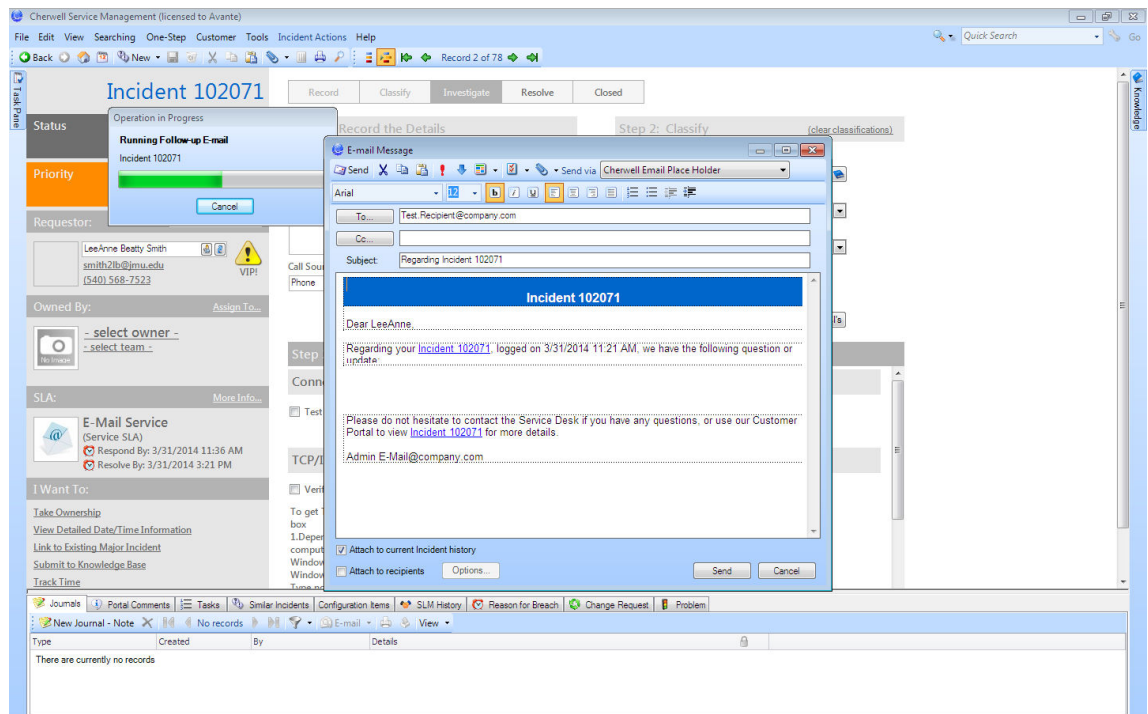 Cherwell Service Management (licensed to Avante)
File Edit View Searching One-Step Customer Tools Incident Actions Help
Quick Search Go
Back New Record 2 of 78
Task Pane
Knowledge
Incident 102071
Record Classify Investigate Resolve Closed
Status
Record the Details
Step 2: Classify
(clear classifications)
Operation in Progress
Running Follow-up E-mail
Incident 102071
Cancel
Priority
Requestor:
LeeAnne Beatty Smith
smith2lb@jmu.edu
(540) 568-7523
VIP!
Call Sour
Phone
Owned By: Assign To...
- select owner -
- select team -
No Image
SLA: More Info...
E-Mail Service
(Service SLA)
Respond By: 3/31/2014 11:36 AM
Resolve By: 3/31/2014 3:21 PM
I Want To:
Take Ownership
View Detailed Date/Time Information
Link to Existing Major Incident
Submit to Knowledge Base
Track Time
Step
Conn
Test
TCP/I
Verif
To get
box
1.Deper
comput
Window
Window
E-mail Message
Send Send via Cherwell Email Place Holder
Arial 12 b i u
To... Test.Recipient@company.com
Cc...
Subject: Regarding Incident 102071
Incident 102071
Dear LeeAnne,
Regarding your Incident 102071, logged on 3/31/2014 11:21 AM, we have the following question or
update:
Please do not hesitate to contact the Service Desk if you have any questions, or use our Customer
Portal to view Incident 102071 for more details.
Admin E-Mail@company.com
Attach to current Incident history
Attach to recipients Options... Send Cancel
Journals Portal Comments Tasks Similar Incidents Configuration Items SLM History Reason for Breach Change Request Problem
New Journal - Note No records E-mail View
Type Created By Details
There are currently no records